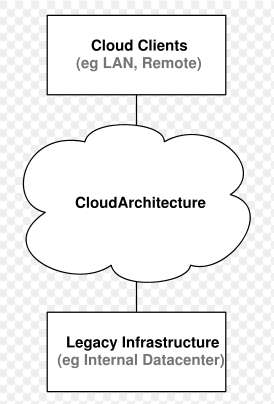 Cloud Clients
(eg LAN, Remote)
CloudArchitecture
Legacy Infrastructure
(eg Internal Datacenter)